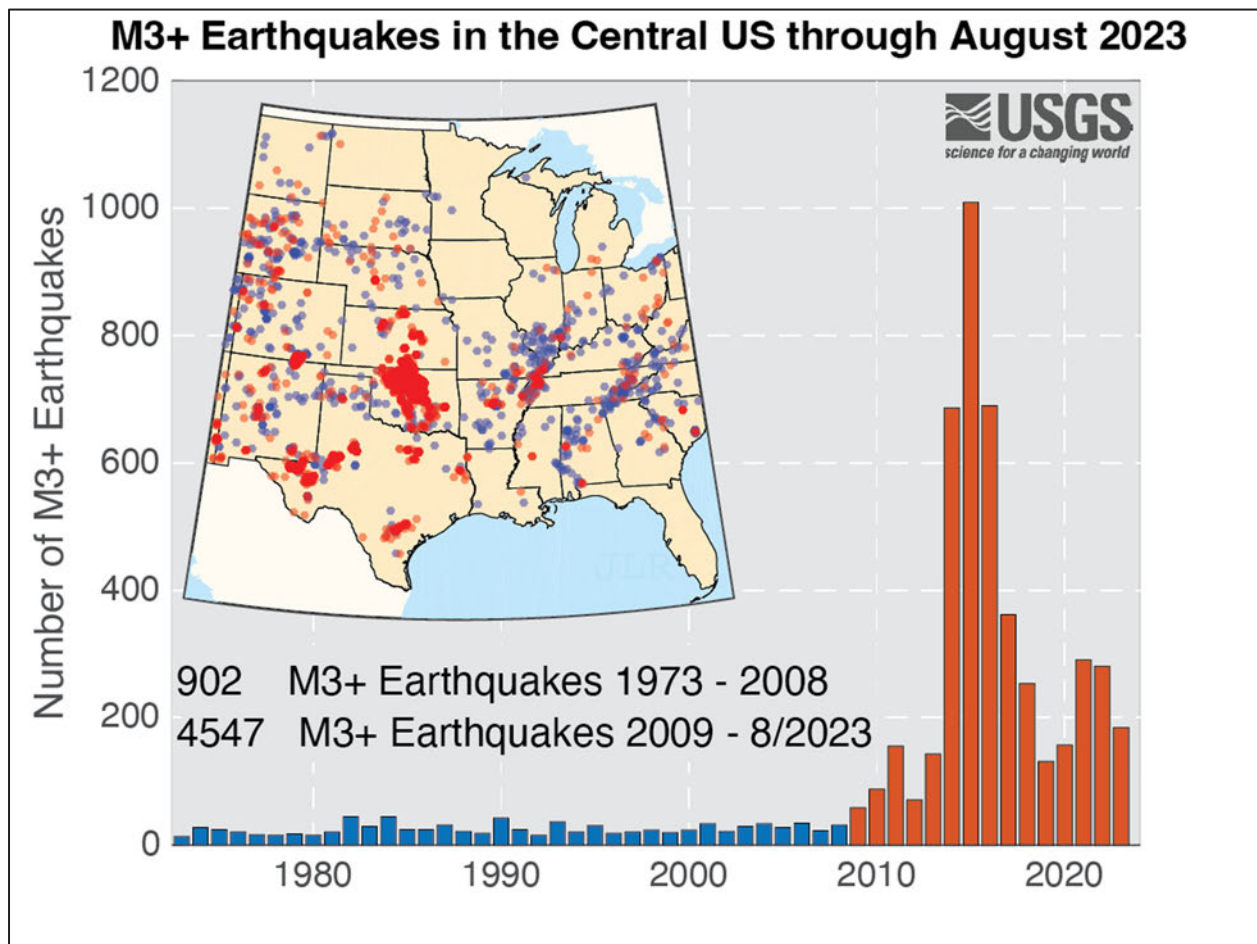 M3+ Earthquakes in the Central US through August 2023
1200
1000
800
600
400
200
0
Number of M3+ Earthquakes
USGS
science for a changing world
JLR
902 M3+ Earthquakes 1973 - 2008
4547 M3+ Earthquakes 2009 - 8/2023
1980
1990
2000
2010
2020